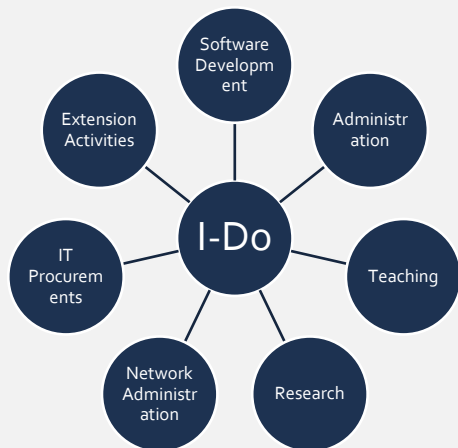 Software
Developm
ent
Administr
ation
Teaching
Research
Network
Administr
ation
IT
Procurem
ents
Extension
Activities
I-Do